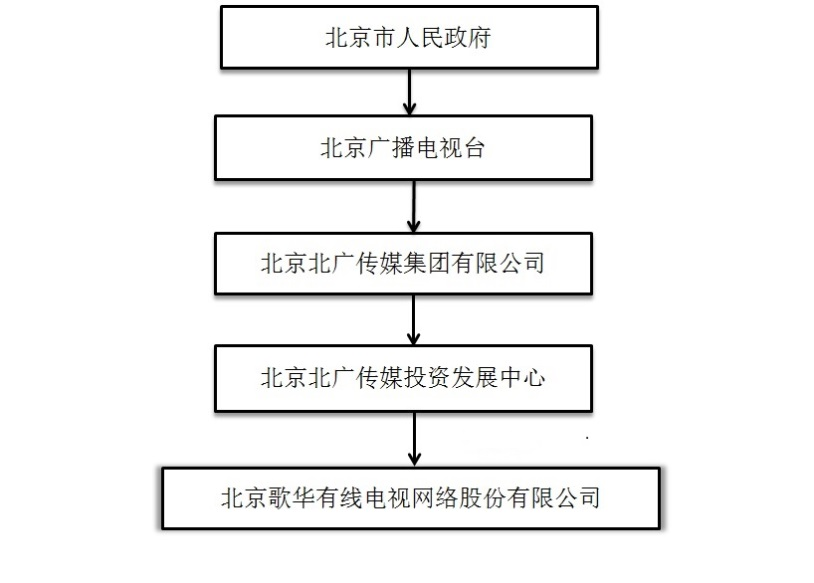 北京市人民政府
北京广播电视台
北京北广传媒集团有限公司
北京北广传媒投资发展中心
北京歌华有线电视网络股份有限公司